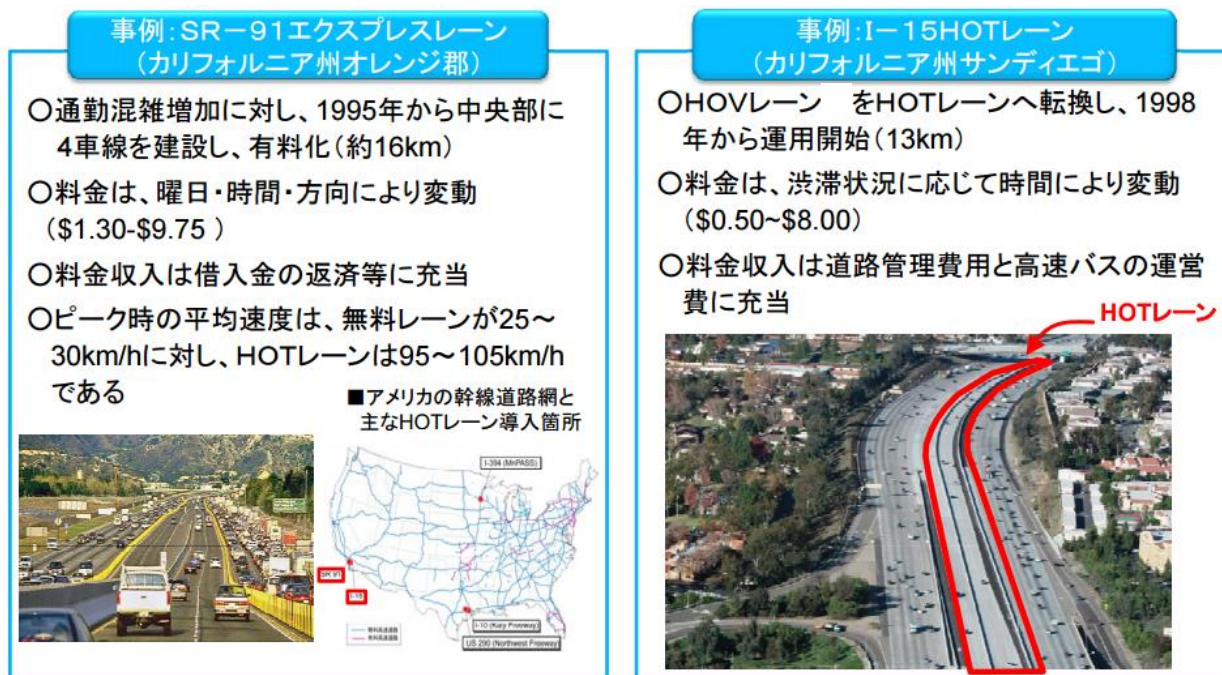 事例：SR－91エクスプレスレーン
（カリフォルニア州オレンジ郡）
○通勤混雑増加に対し、1995年から中央部に
4車線を建設し、有料化（約16km）
○料金は、曜日・時間・方向により変動
（$1.30-$9.75 ）
○料金収入は借入金の返済等に充当
○ピーク時の平均速度は、無料レーンが25～
30km/hに対し、HOTレーンは95～105km/h
である
■アメリカの幹線道路網と
主なHOTレーン導入箇所
I-394 (MnPASS)
SR 91
I-15
I-10 (Katy Freeway)
US 290 (Northwest Freeway)
無料高速道路
有料高速道路
事例：I－15HOTレーン
（カリフォルニア州サンディエゴ）
○HOVレーン　をHOTレーンへ転換し、1998
年から運用開始（13km）
○料金は、渋滞状況に応じて時間により変動
（$0.50~$8.00）
○料金収入は道路管理費用と高速バスの運営
費に充当
HOTレーン